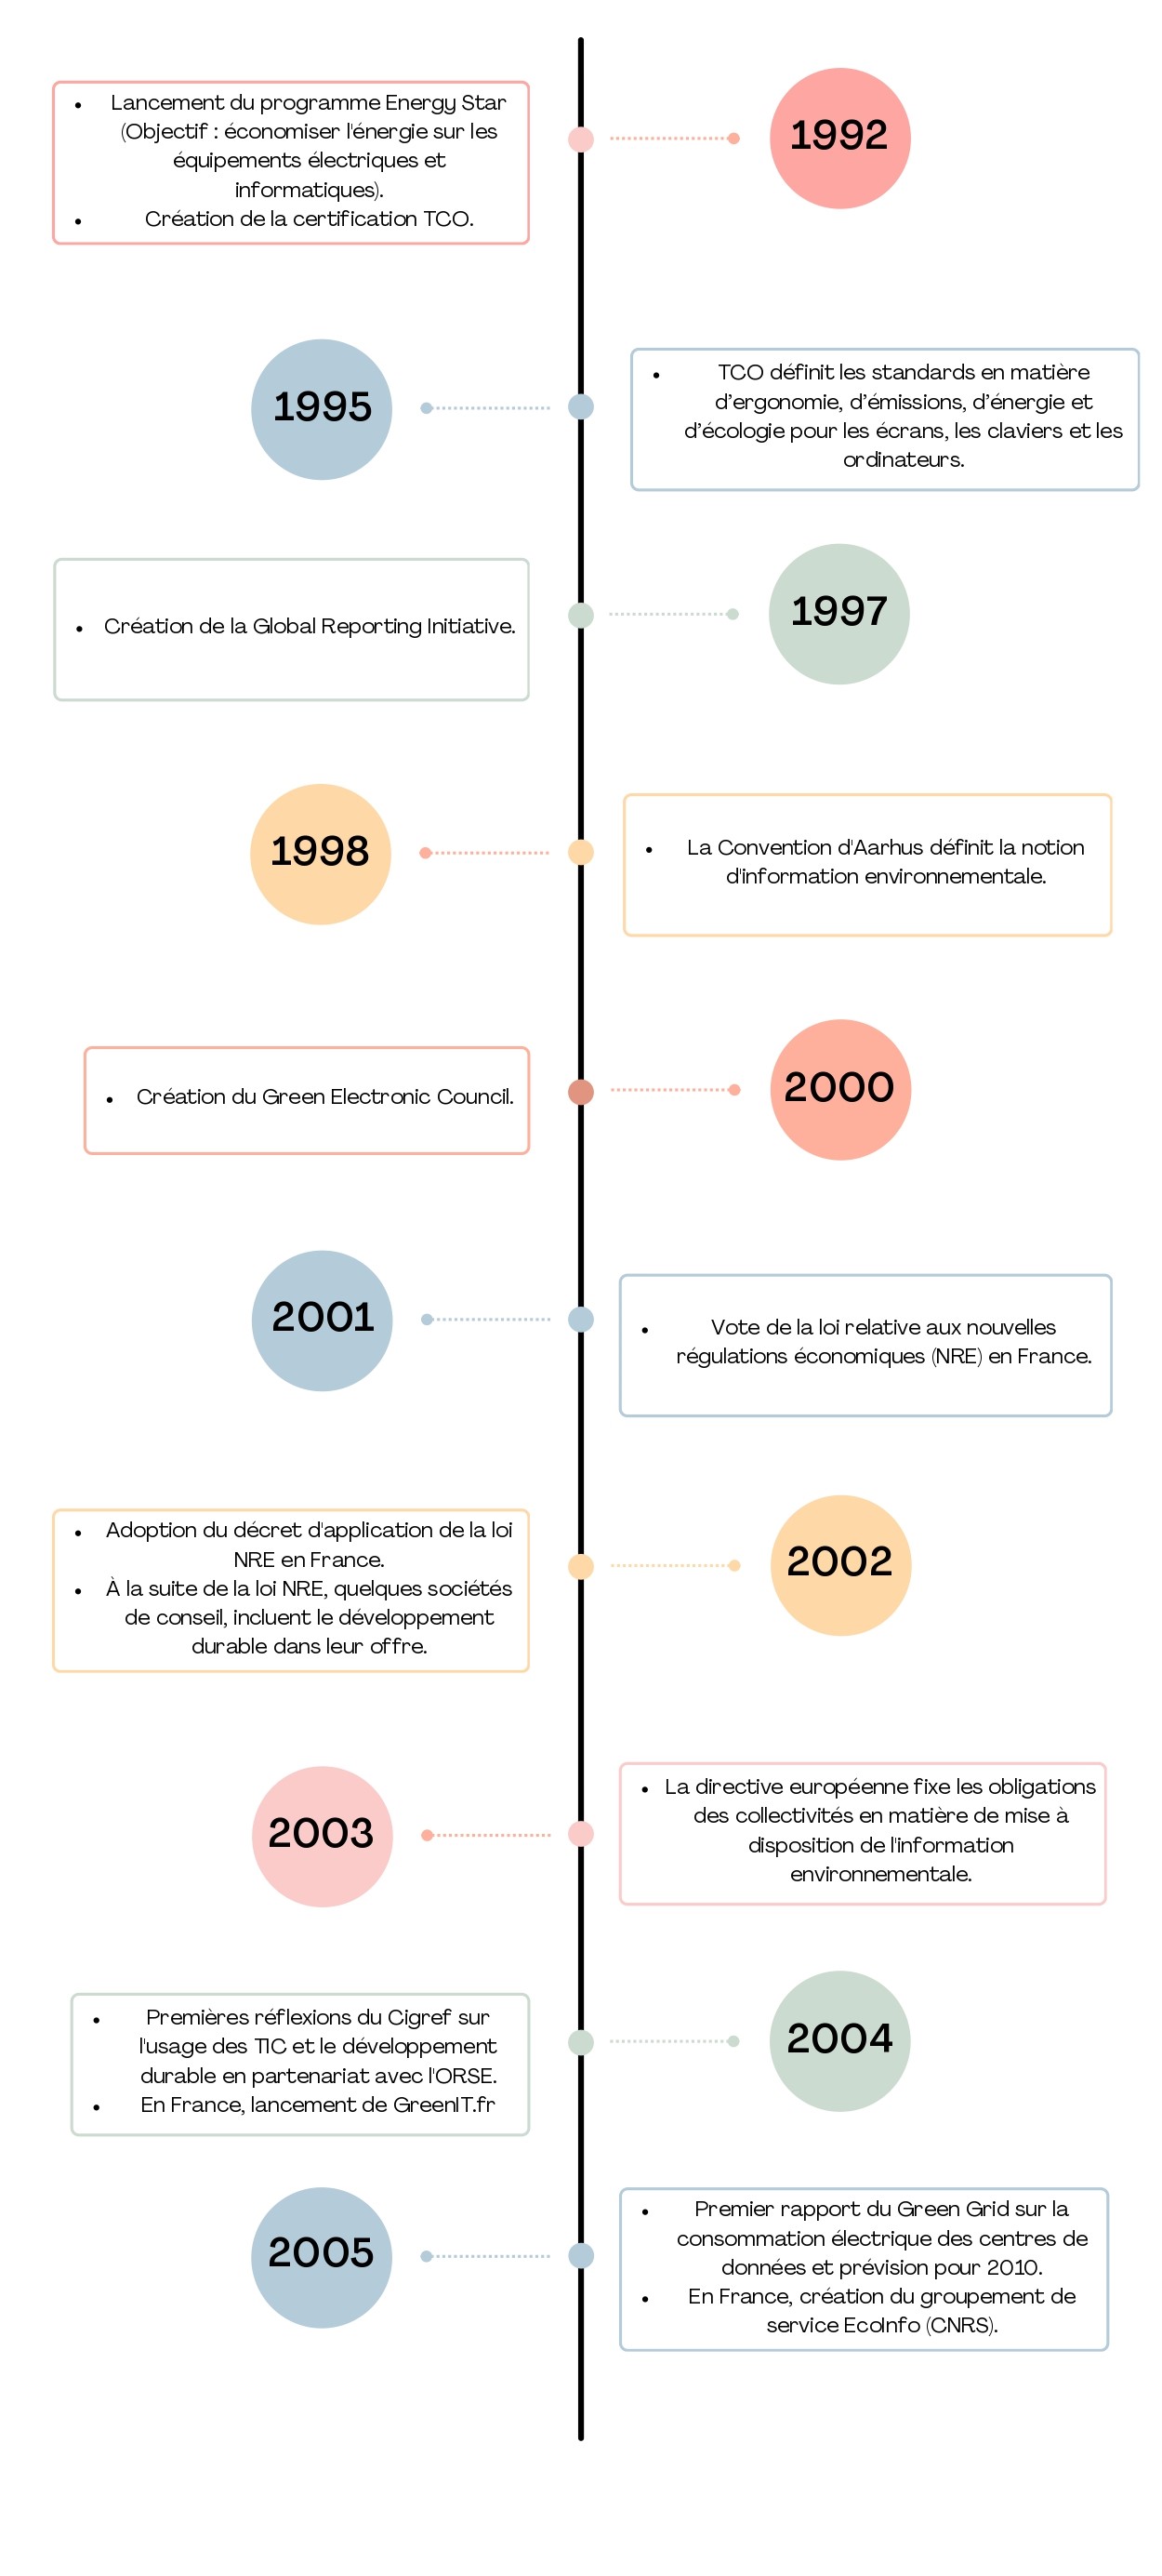 1992
• Lancement du programme Energy Star
(Objectif : économiser l'énergie sur les
équipements électriques et
informatiques).
• Création de la certification TCO.
1995
• TCO définit les standards en matière
d’ergonomie, d’émissions, d’énergie et
d’écologie pour les écrans, les claviers et les
ordinateurs.
1997
• Création de la Global Reporting Initiative.
1998
• La Convention d'Aarhus définit la notion
d'information environnementale.
2000
• Création du Green Electronic Council.
2001
• Vote de la loi relative aux nouvelles
régulations économiques (NRE) en France.
2002
• Adoption du décret d'application de la loi
NRE en France.
• À la suite de la loi NRE, quelques sociétés
de conseil, incluent le développement
durable dans leur offre.
2003
• La directive européenne fixe les obligations
des collectivités en matière de mise à
disposition de l'information
environnementale.
2004
• Premières réflexions du Cigref sur
l'usage des TIC et le développement
durable en partenariat avec l'ORSE.
• En France, lancement de GreenIT.fr
2005
• Premier rapport du Green Grid sur la
consommation électrique des centres de
données et prévision pour 2010.
• En France, création du groupement de
service EcoInfo (CNRS).